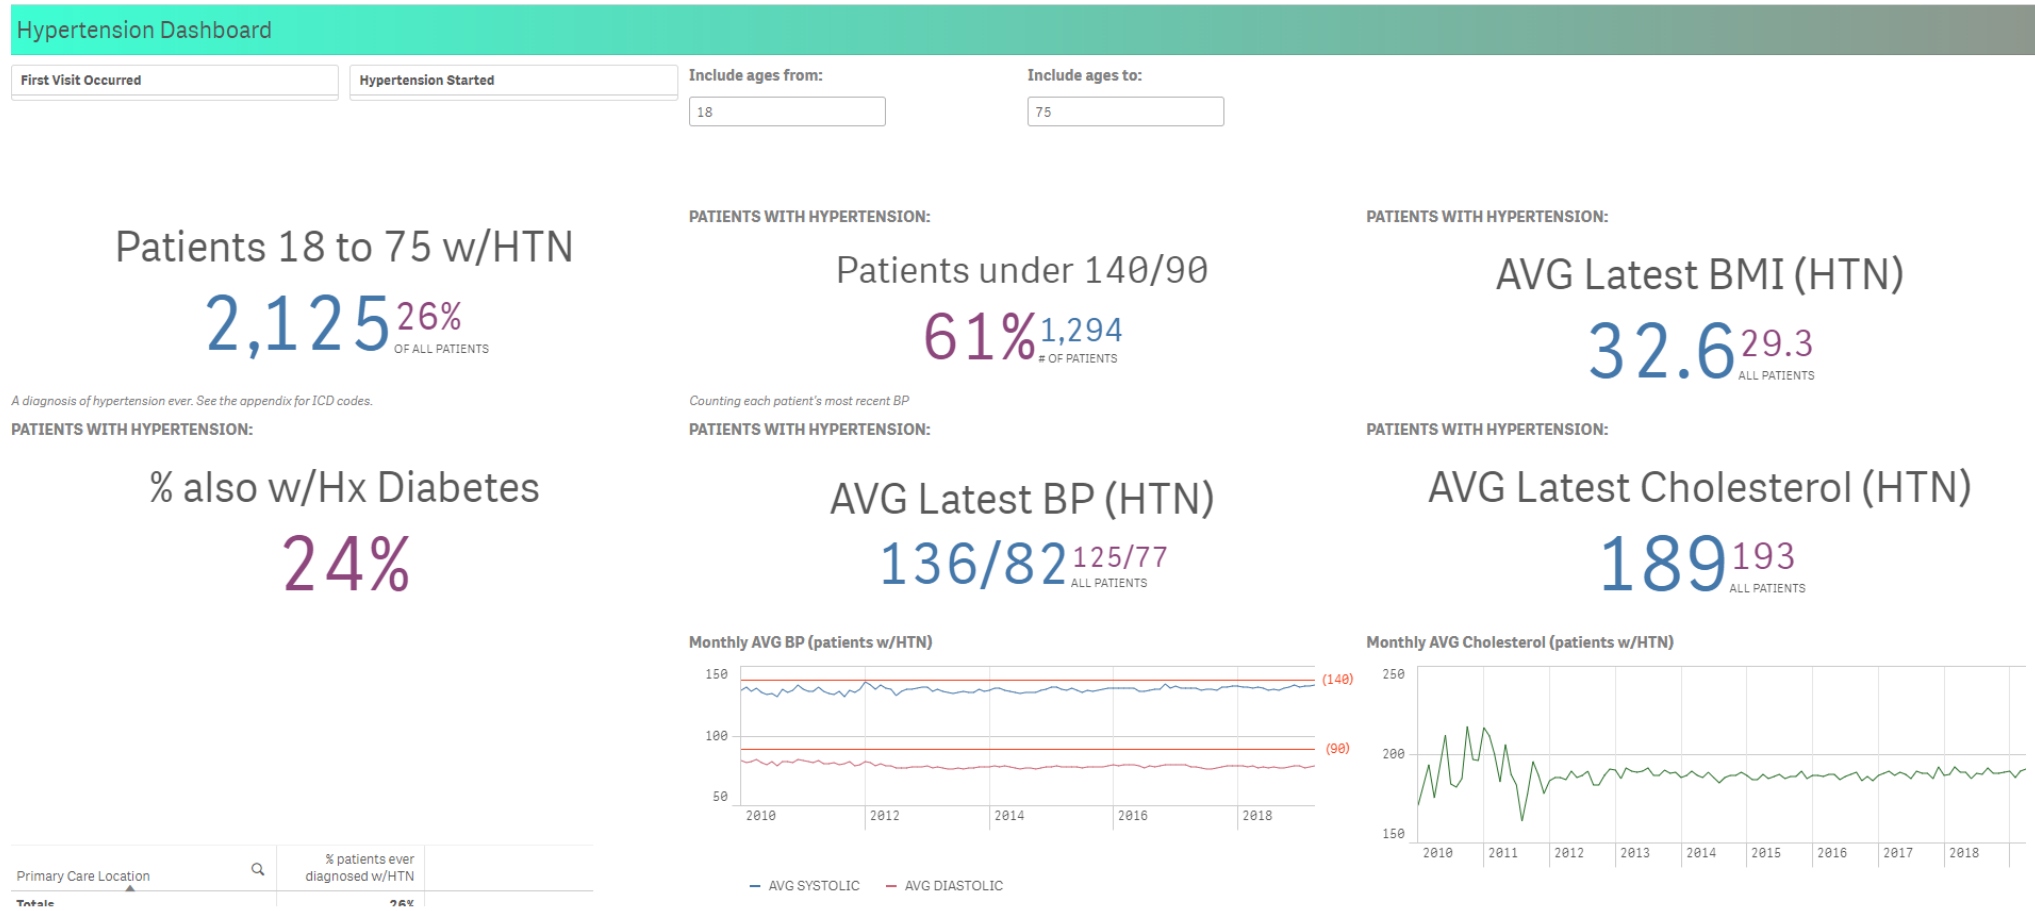 Hypertension Dashboard
First Visit Occurred
Hypertension Started
Include ages from:
Include ages to:
18
75
Patients 18 to 75 w/HTN
2,125
26%
OF ALL PATIENTS
A diagnosis of hypertension ever. See the appendix for ICD codes.
PATIENTS WITH HYPERTENSION:
Patients under 140/90
61%
1,294
# OF PATIENTS
Counting each patient's most recent BP
PATIENTS WITH HYPERTENSION:
AVG Latest BMI (HTN)
32.6
29.3
ALL PATIENTS
PATIENTS WITH HYPERTENSION:
% also w/Hx Diabetes
24%
PATIENTS WITH HYPERTENSION:
AVG Latest BP (HTN)
136/82
125/77
ALL PATIENTS
PATIENTS WITH HYPERTENSION:
AVG Latest Cholesterol (HTN)
189
193
ALL PATIENTS
Monthly AVG BP (patients w/HTN)
150
100
50
(140)
(90)
2010
2012
2014
2016
2018
AVG SYSTOLIC
AVG DIASTOLIC
Monthly AVG Cholesterol (patients w/HTN)
250
200
150
2010
2011
2012
2013
2014
2015
2016
2017
2018
Primary Care Location
% patients ever
diagnosed w/HTN
Totals
26%